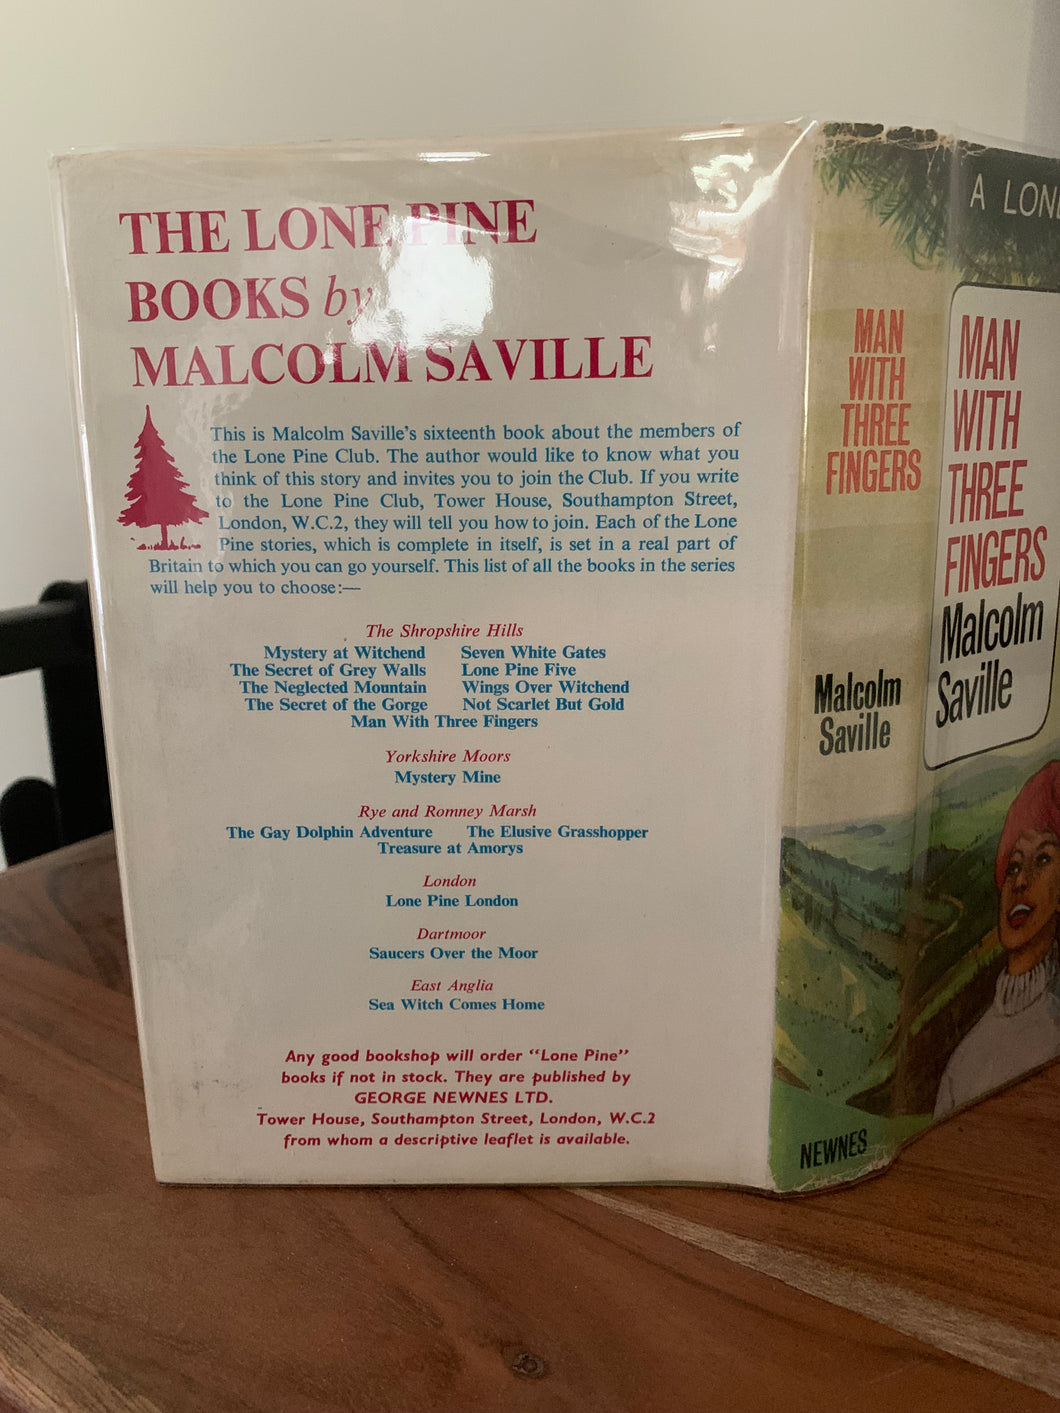 THE LONE PINE
BOOKS by
MALCOLM SAVILLE
This is Malcolm Saville's sixteenth book about the members of
the Lone Pine Club. The author would like to know what you
think of this story and invites you to join the Club. If you write
to the Lone Pine Club, Tower House, Southampton Street,
London, W.C.2, they will tell you how to join. Each of the Lone
Pine stories, which is complete in itself, is set in a real part of
Britain to which you can go yourself. This list of all the books in the series
will help you to choose:—
The Shropshire Hills
Mystery at Witchend Seven White Gates
The Secret of Grey Walls Lone Pine Five
The Neglected Mountain Wings Over Witchend
The Secret of the Gorge Not Scarlet But Gold
Man With Three Fingers
Yorkshire Moors
Mystery Mine
Rye and Romney Marsh
The Gay Dolphin Adventure The Elusive Grasshopper
Treasure at Amorys
London
Lone Pine London
Dartmoor
Saucers Over the Moor
East Anglia
Sea Witch Comes Home
Any good bookshop will order "Lone Pine"
books if not in stock. They are published by
GEORGE NEWNES LTD.
Tower House, Southampton Street, London, W.C.2
from whom a descriptive leaflet is available.
MAN
WITH
THREE
FINGERS
Malcolm
Saville
NEWNES
A LON
MAN
WITH
THREE
FINGERS
Malcolm
Saville